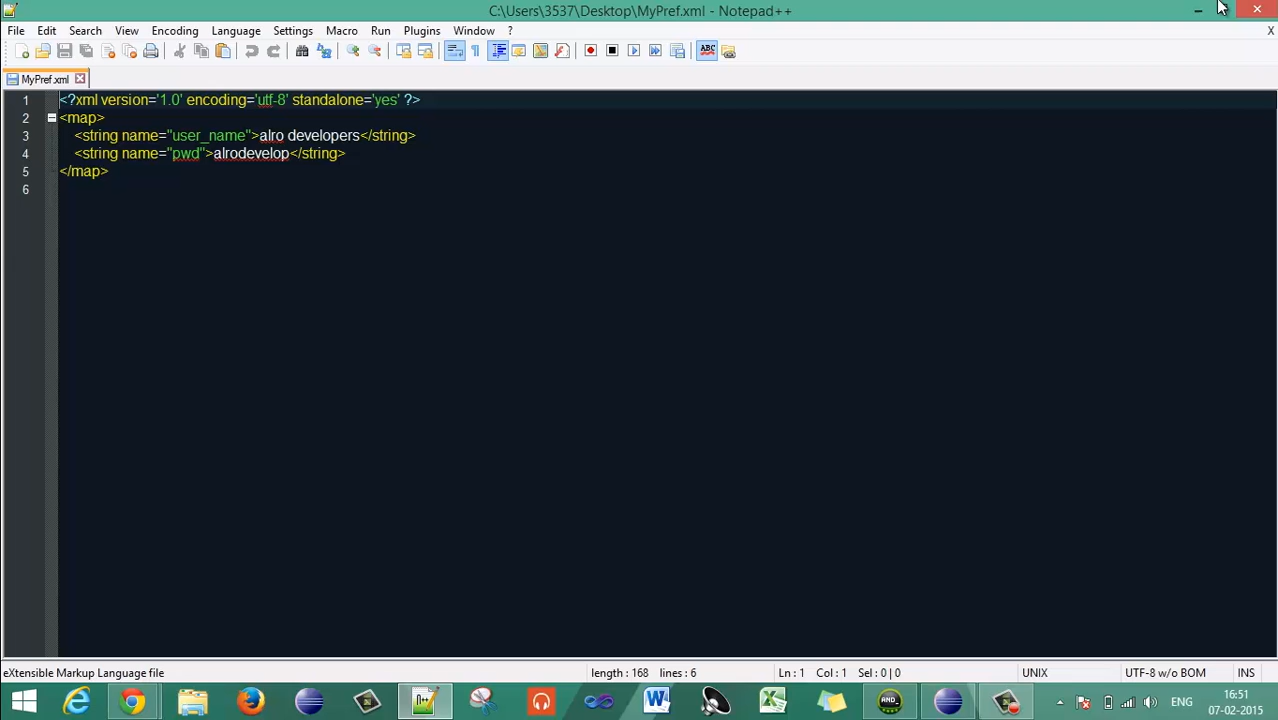 C:\Users\3537\Desktop\MyPref.xml - Notepad++
File Edit Search View Encoding Language Settings Macro Run Plugins Window ? X
MyPref.xml
1 <?xml version='1.0' encoding='utf-8' standalone='yes' ?>
2 <map>
3 <string name="user_name">alro developers</string>
4 <string name="pwd">alrodevelop</string>
5 </map>
6
eXtensible Markup Language file length : 168 lines : 6 Ln : 1 Col : 1 Sel : 0 | 0 UNIX UTF-8 w/o BOM INS
ENG 16:51
07-02-2015